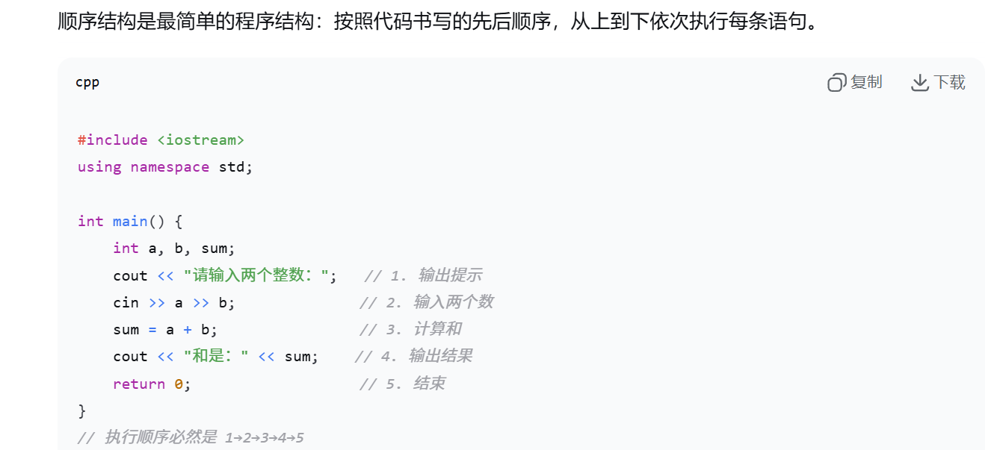 顺序结构是最简单的程序结构：按照代码书写的先后顺序，从上到下依次执行每条语句。
cpp 复制 下载
#include <iostream>
using namespace std;
int main() {
    int a, b, sum;
    cout << "请输入两个整数：";   // 1. 输出提示
    cin >> a >> b;              // 2. 输入两个数
    sum = a + b;                // 3. 计算和
    cout << "和是：" << sum;    // 4. 输出结果
    return 0;                   // 5. 结束
}
// 执行顺序必然是 1→2→3→4→5